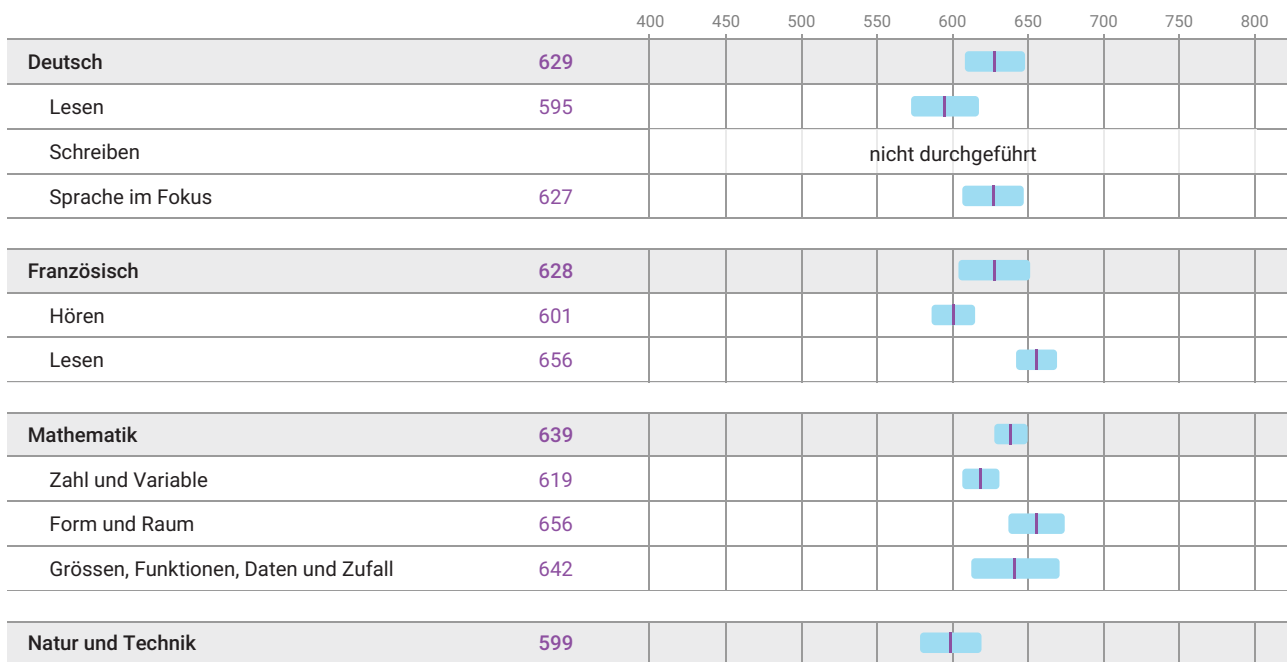 400 450 500 550 600 650 700 750 800
Deutsch 629
Lesen 595
Schreiben nicht durchgeführt
Sprache im Fokus 627
Französisch 628
Hören 601
Lesen 656
Mathematik 639
Zahl und Variable 619
Form und Raum 656
Grössen, Funktionen, Daten und Zufall 642
Natur und Technik 599